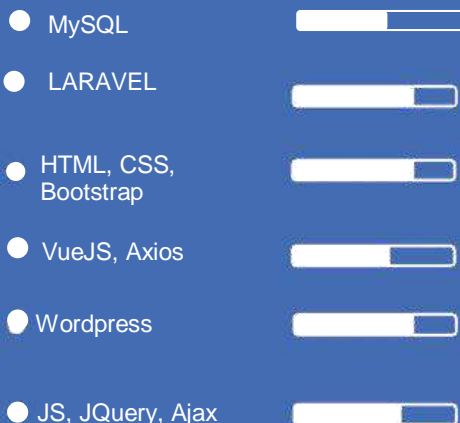 MySQL
LARAVEL
HTML, CSS,
Bootstrap
VueJS, Axios
Wordpress
JS, JQuery, Ajax